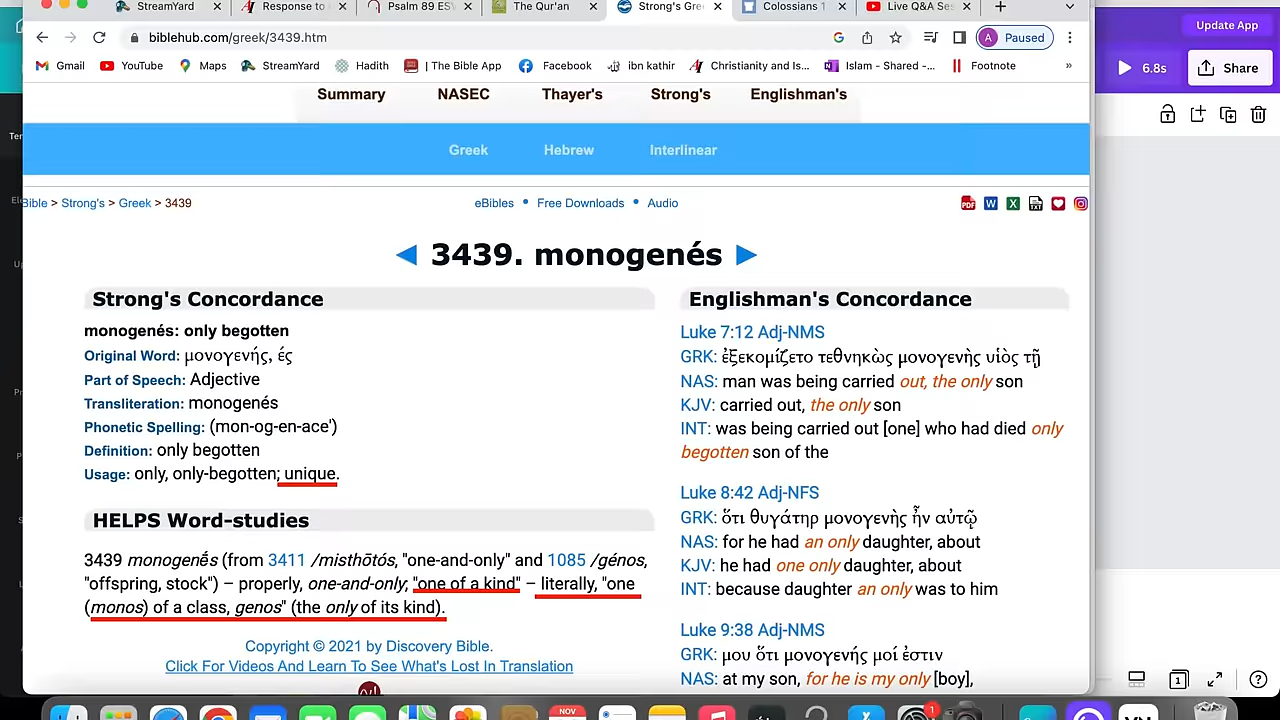 StreamYard
Response to
Psalm 89 ESV
The Qur'an
Strong's Gre
Colossians 1
Live Q&A Ses
biblehub.com/greek/3439.htm
A Paused
Update App
Gmail
YouTube
Maps
StreamYard
Hadith
| The Bible App
Facebook
ibn kathir
Christianity and Is...
Islam - Shared -...
Footnote
»
6.8s
Share
Summary
NASEC
Thayer's
Strong's
Englishman's
Greek
Hebrew
Interlinear
Bible > Strong's > Greek > 3439
eBibles • Free Downloads • Audio
◀ 3439. monogenés ▶
Strong's Concordance
monogenés: only begotten
Original Word: μονογενής, ές
Part of Speech: Adjective
Transliteration: monogenés
Phonetic Spelling: (mon-og-en-ace')
Definition: only begotten
Usage: only, only-begotten; unique.
HELPS Word-studies
3439 monogenḗs (from 3411 /misthōtós, "one-and-only" and 1085 /génos,
"offspring, stock") – properly, one-and-only, "one of a kind" – literally, "one
(monos) of a class, genos" (the only of its kind).
Copyright © 2021 by Discovery Bible.
Click For Videos And Learn To See What's Lost In Translation
Englishman's Concordance
Luke 7:12 Adj-NMS
GRK: ἐξεκομίζετο τεθνηκὼς μονογενὴς υἱὸς τῇ
NAS: man was being carried out, the only son
KJV: carried out, the only son
INT: was being carried out [one] who had died only
begotten son of the
Luke 8:42 Adj-NFS
GRK: ὅτι θυγάτηρ μονογενὴς ἦν αὐτῷ
NAS: for he had an only daughter, about
KJV: he had one only daughter, about
INT: because daughter an only was to him
Luke 9:38 Adj-NMS
GRK: μου ὅτι μονογενής μοί ἐστιν
NAS: at my son, for he is my only [boy],
NOV
1
1